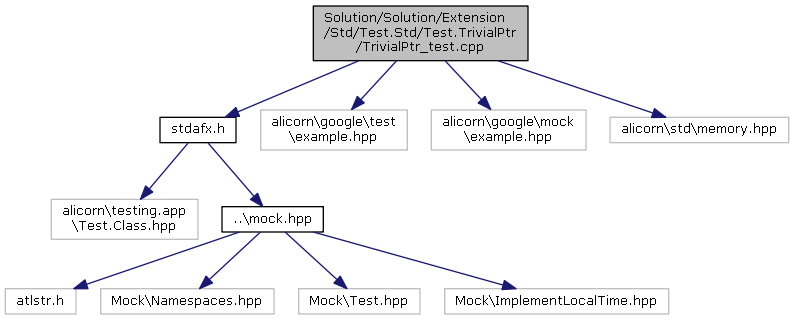 Solution/Solution/Extension
/Std/Test.Std/Test.TrivialPtr
/TrivialPtr_test.cpp
stdafx.h
alicorn\google\test
\example.hpp
alicorn\google\mock
\example.hpp
alicorn\std\memory.hpp
alicorn\testing.app
\Test.Class.hpp
..\mock.hpp
atlstr.h
Mock\Namespaces.hpp
Mock\Test.hpp
Mock\ImplementLocalTime.hpp